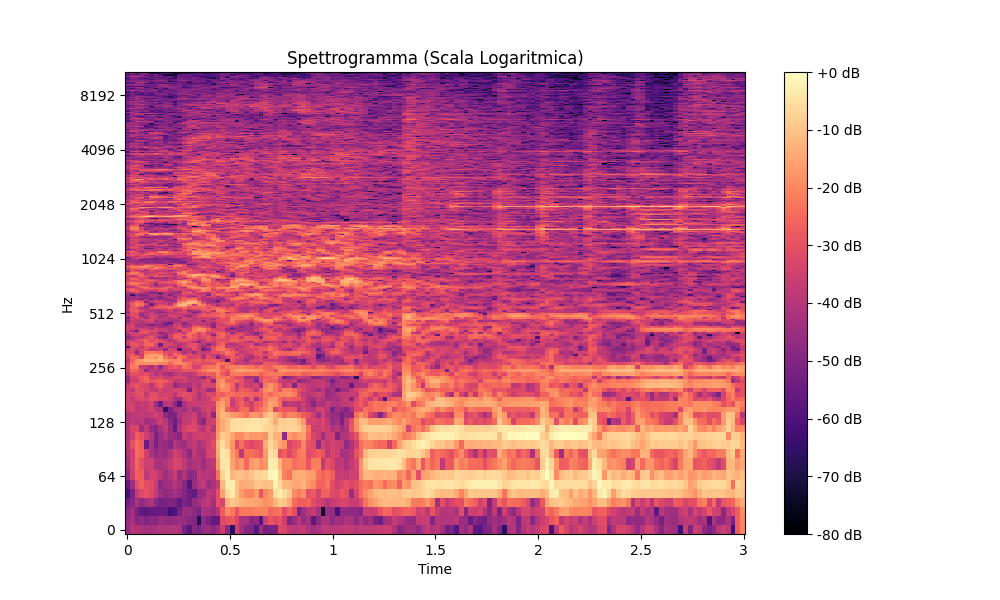 Spettrogramma (Scala Logaritmica)
8192
4096
2048
1024
512
256
128
64
0
Hz
0
0.5
1
1.5
2
2.5
3
Time
+0 dB
-10 dB
-20 dB
-30 dB
-40 dB
-50 dB
-60 dB
-70 dB
-80 dB